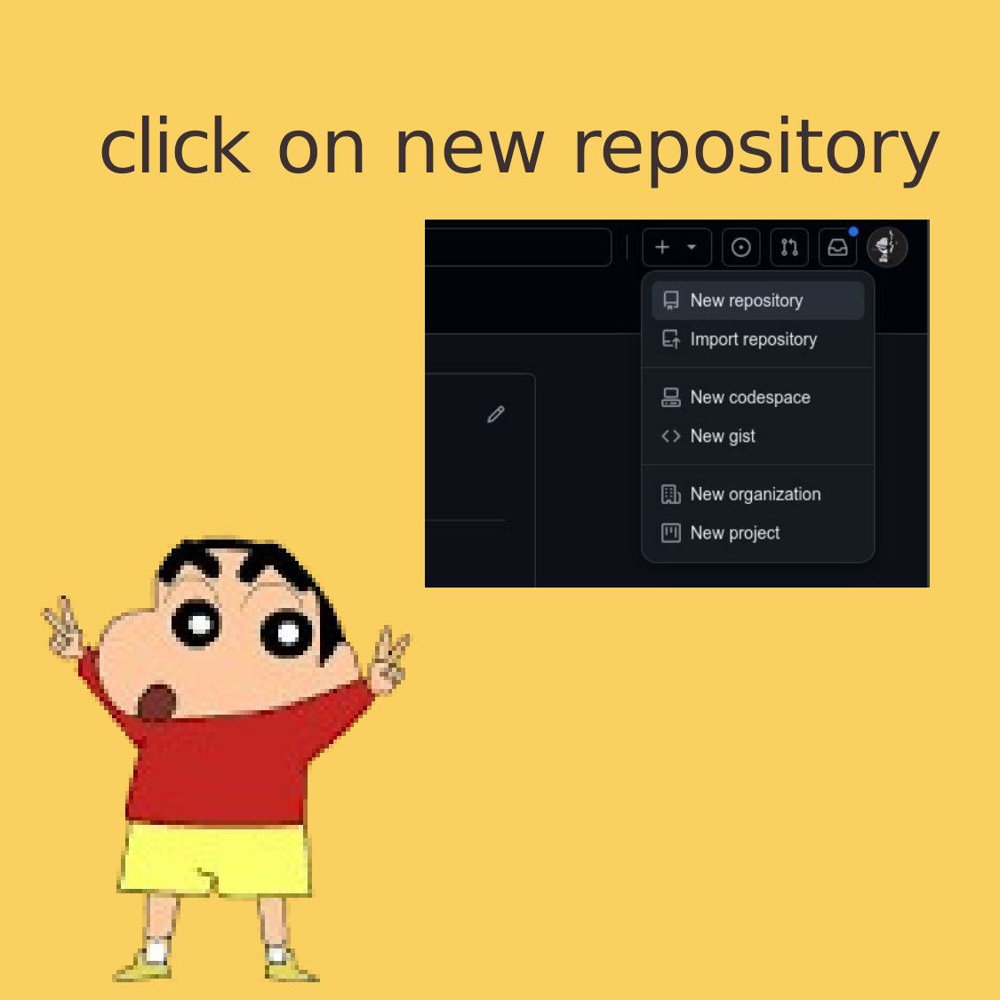 click on new repository
New repository
Import repository
New codespace
New gist
New organization
New project